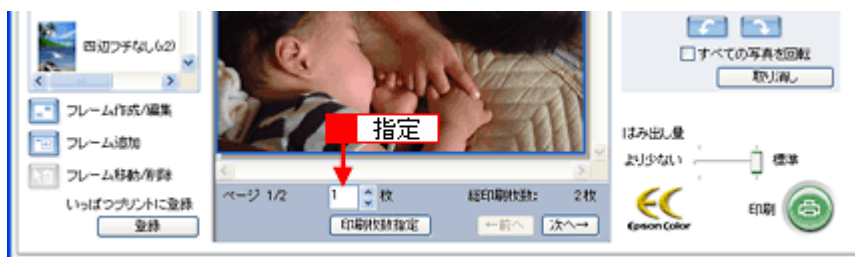 四辺フチなし(x2)
フレーム作成/編集
フレーム追加
フレーム移動/削除
いっぱつプリントに登録
登録
指定
ページ 1/2
1
枚
総印刷枚数:
2枚
印刷枚数指定
←前へ
次へ→
すべての写真を回転
取り消し
はみ出し量
より少ない
標準
Epson Color
印刷